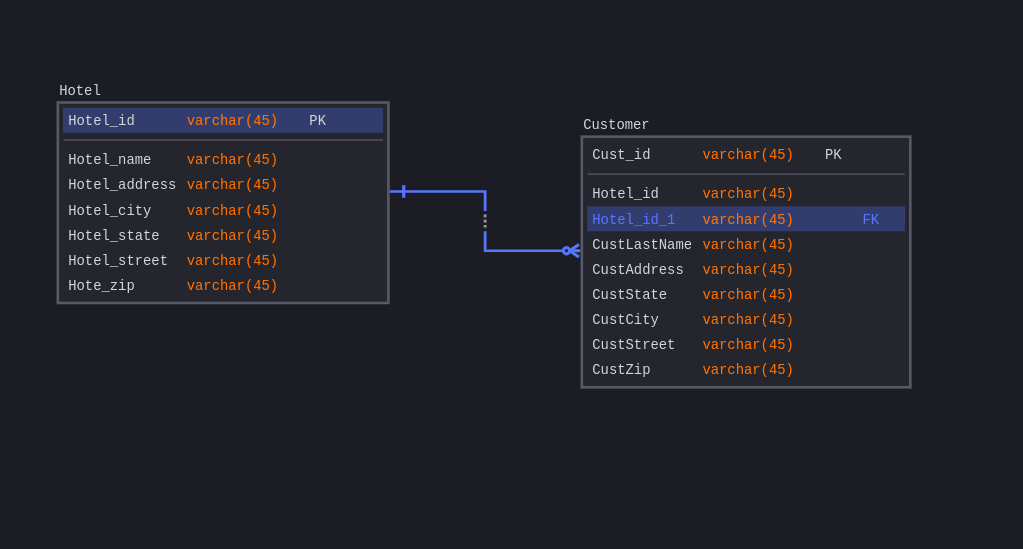 Hotel
Hotel_id varchar(45) PK
Hotel_name varchar(45)
Hotel_address varchar(45)
Hotel_city varchar(45)
Hotel_state varchar(45)
Hotel_street varchar(45)
Hote_zip varchar(45)
Customer
Cust_id varchar(45) PK
Hotel_id varchar(45)
Hotel_id_1 varchar(45) FK
CustLastName varchar(45)
CustAddress varchar(45)
CustState varchar(45)
CustCity varchar(45)
CustStreet varchar(45)
CustZip varchar(45)